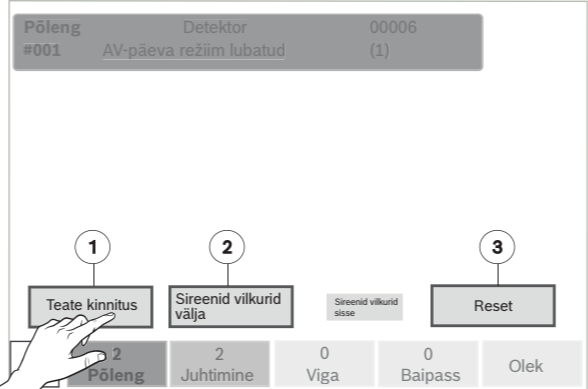 Põleng Detektor 00006
#001 AV-päeva režiim lubatud (1)
1 2 3
Teate kinnitus
Sireenid vilkurid
välja
Sireenid vilkurid
sisse
Reset
2 2 0 0
Põleng Juhtimine Viga Baipass Olek